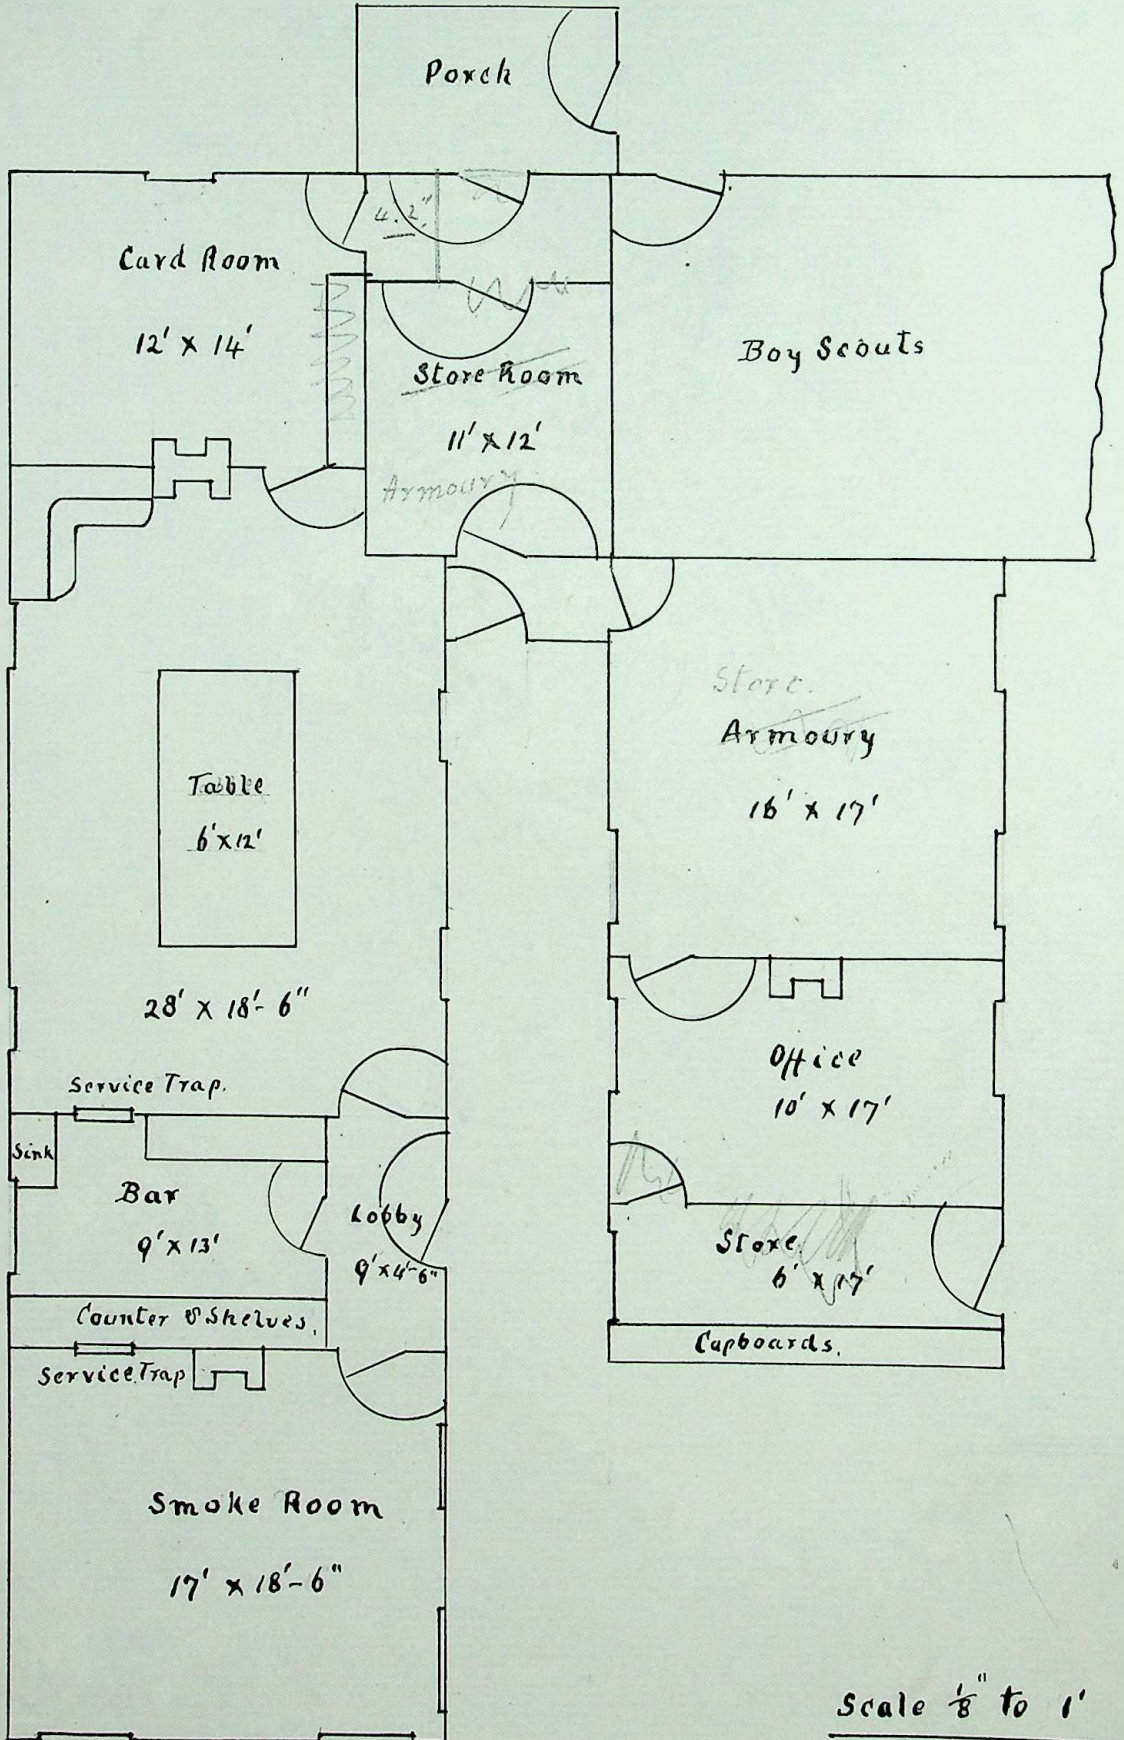 Porch
4.2"
Card Room
12' x 14'
Store Room
11' x 12'
Armoury
Boy Scouts
Table
6' x 12'
28' x 18'-6"
Store.
Armoury
16' x 17'
Service Trap.
Sink
Bar
9' x 13'
Lobby
9' x 4'-6"
Office
10' x 17'
Store
6' x 17'
Cupboards.
Counter & Shelves.
Service Trap
Smoke Room
17' x 18'-6"
Scale 1/8" to 1'